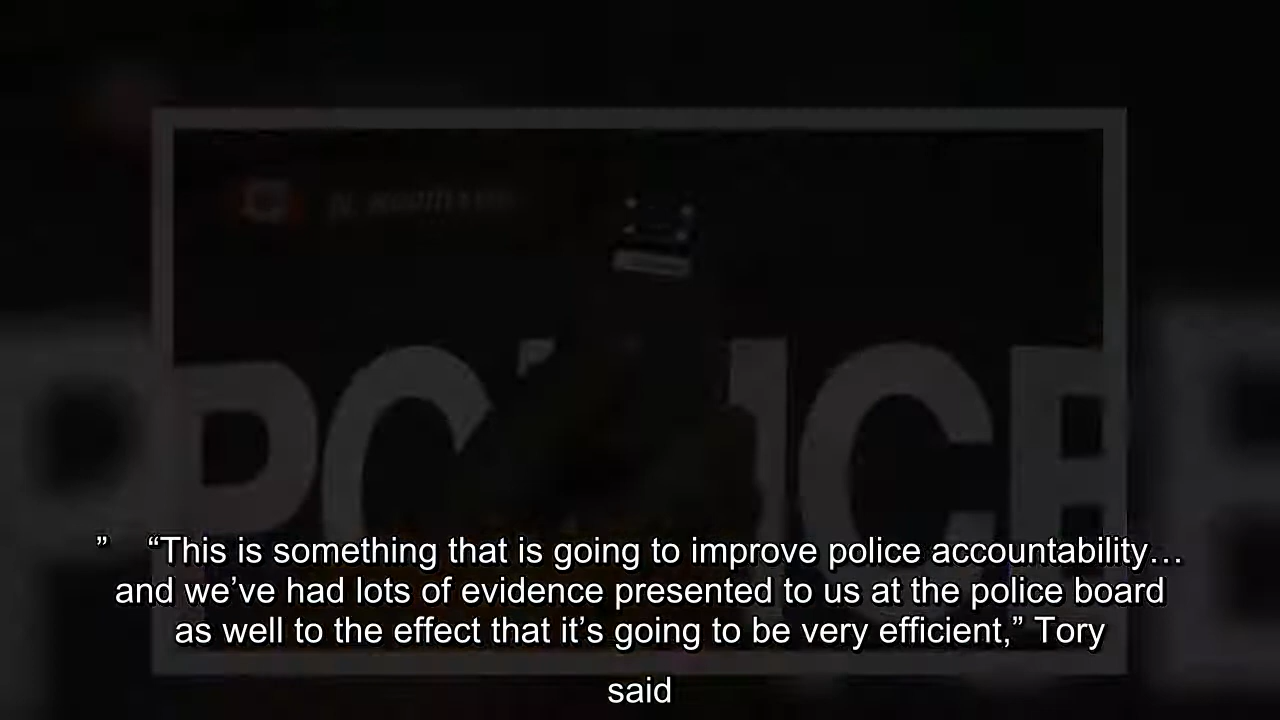 POLICE
” “This is something that is going to improve police accountability…
and we’ve had lots of evidence presented to us at the police board
as well to the effect that it’s going to be very efficient,” Tory
said